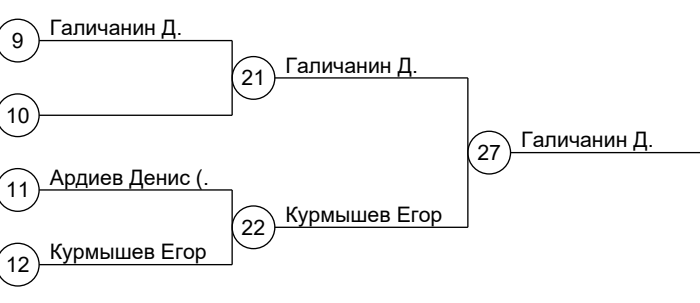 9 Галичанин Д.
21 Галичанин Д.
10
27 Галичанин Д.
11 Ардиев Денис (.
22 Курмышев Егор
12 Курмышев Егор